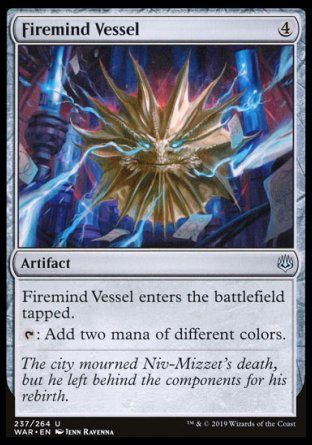 Firemind Vessel 4
Artifact
Firemind Vessel enters the battlefield
tapped.
: Add two mana of different colors.
The city mourned Niv-Mizzet's death,
but he left behind the components for his
rebirth.
237/264 U
WAR • EN Jenn Ravenna ™ & © 2019 Wizards of the Coast